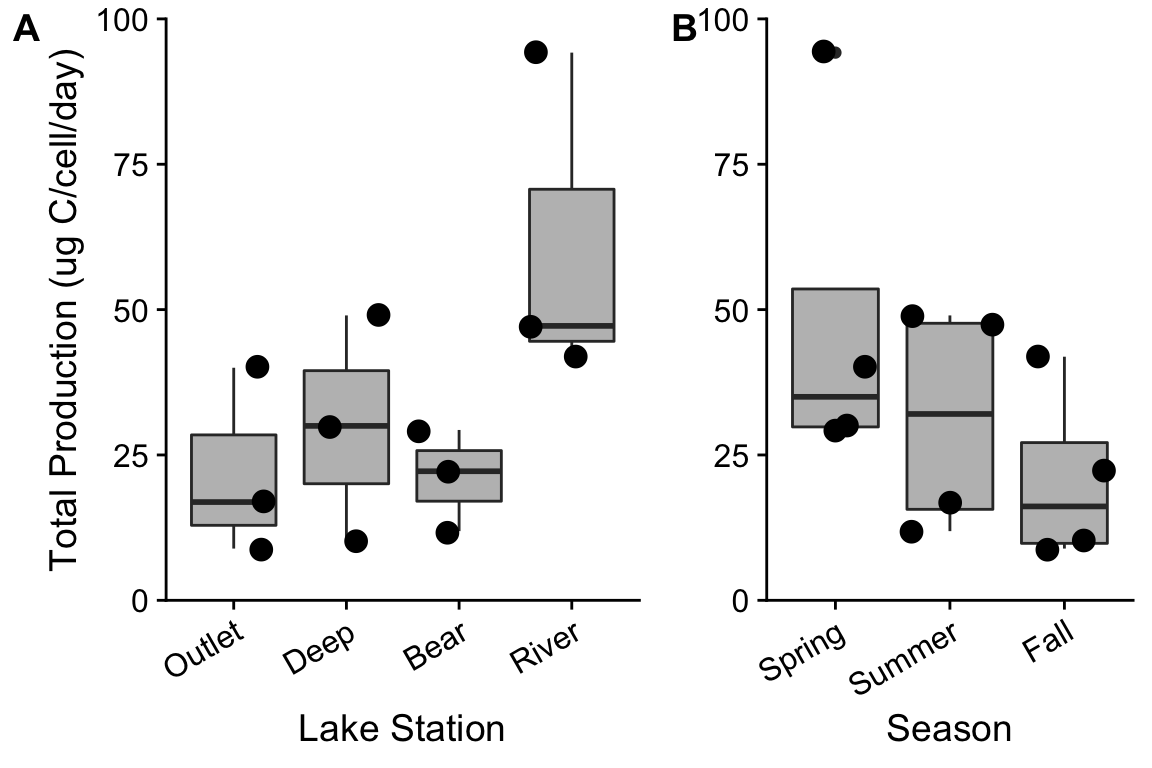 A
Total Production (ug C/cell/day)
100
75
50
25
0
Outlet
Deep
Bear
River
Lake Station
B
100
75
50
25
0
Spring
Summer
Fall
Season